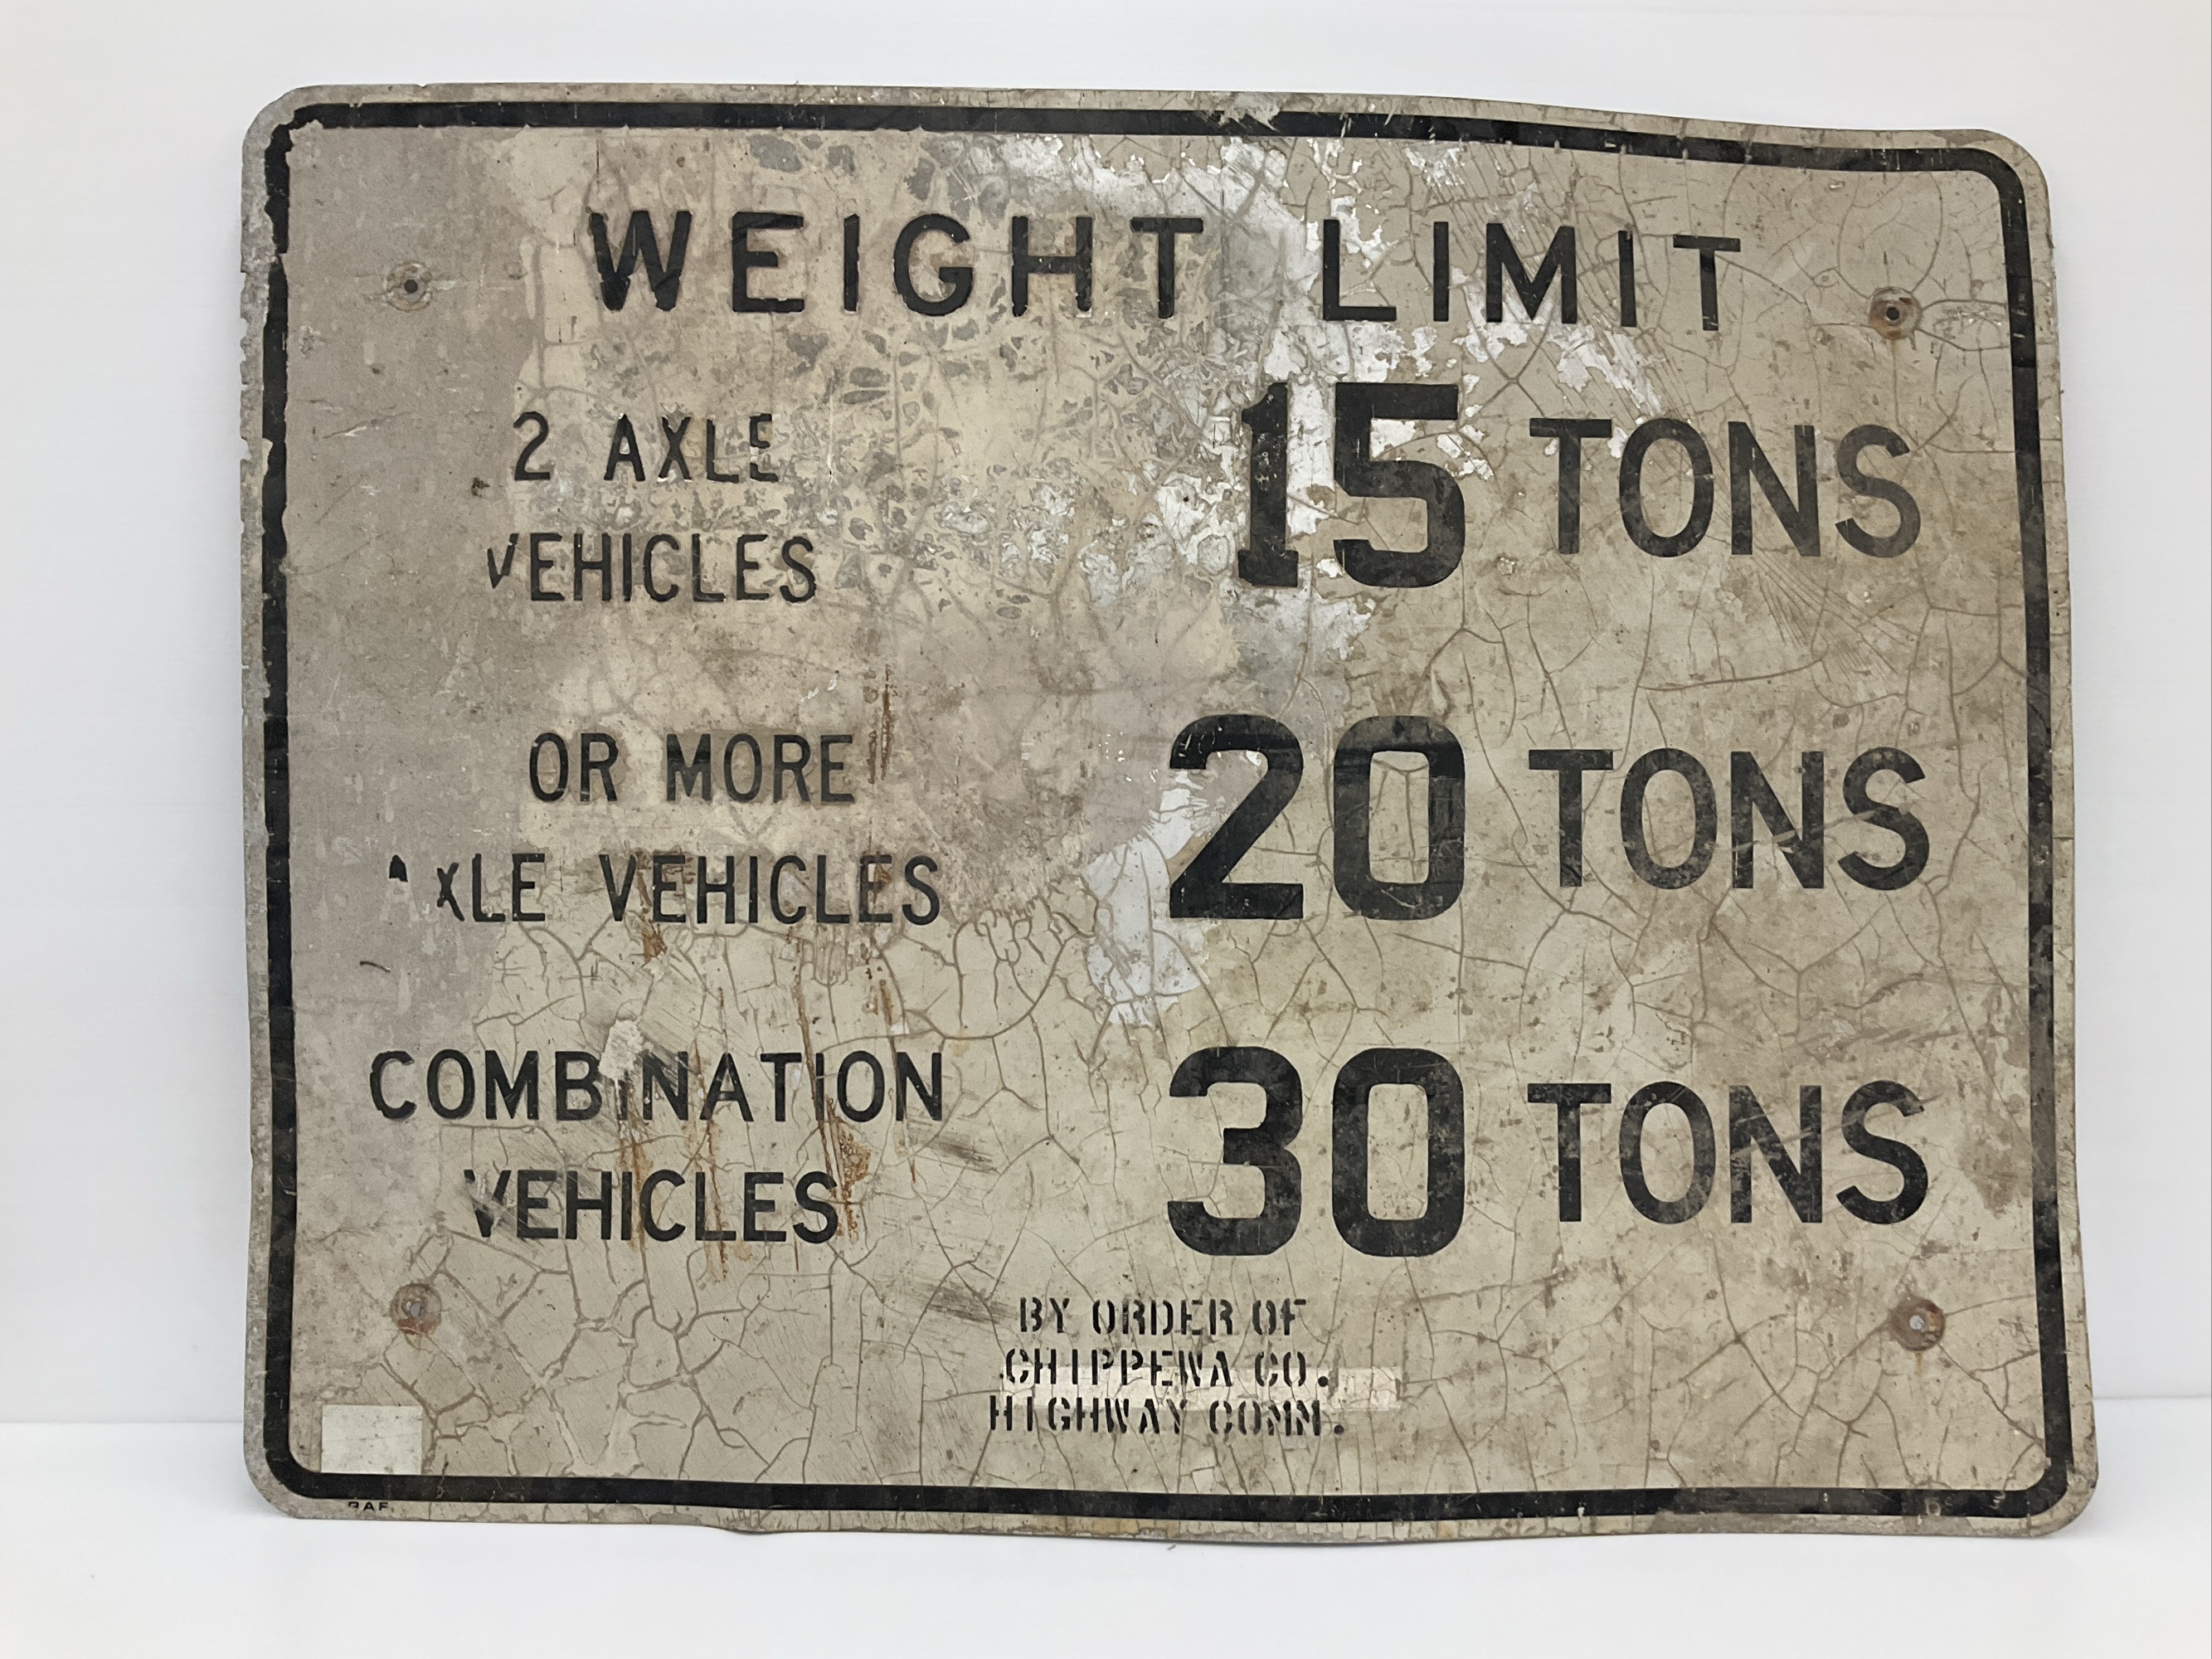 WEIGHT LIMIT
2 AXLE
VEHICLES
15 TONS
OR MORE
AXLE VEHICLES
20 TONS
COMBINATION
VEHICLES
30 TONS
BY ORDER OF
CHIPPEWA CO.
HIGHWAY COMM.